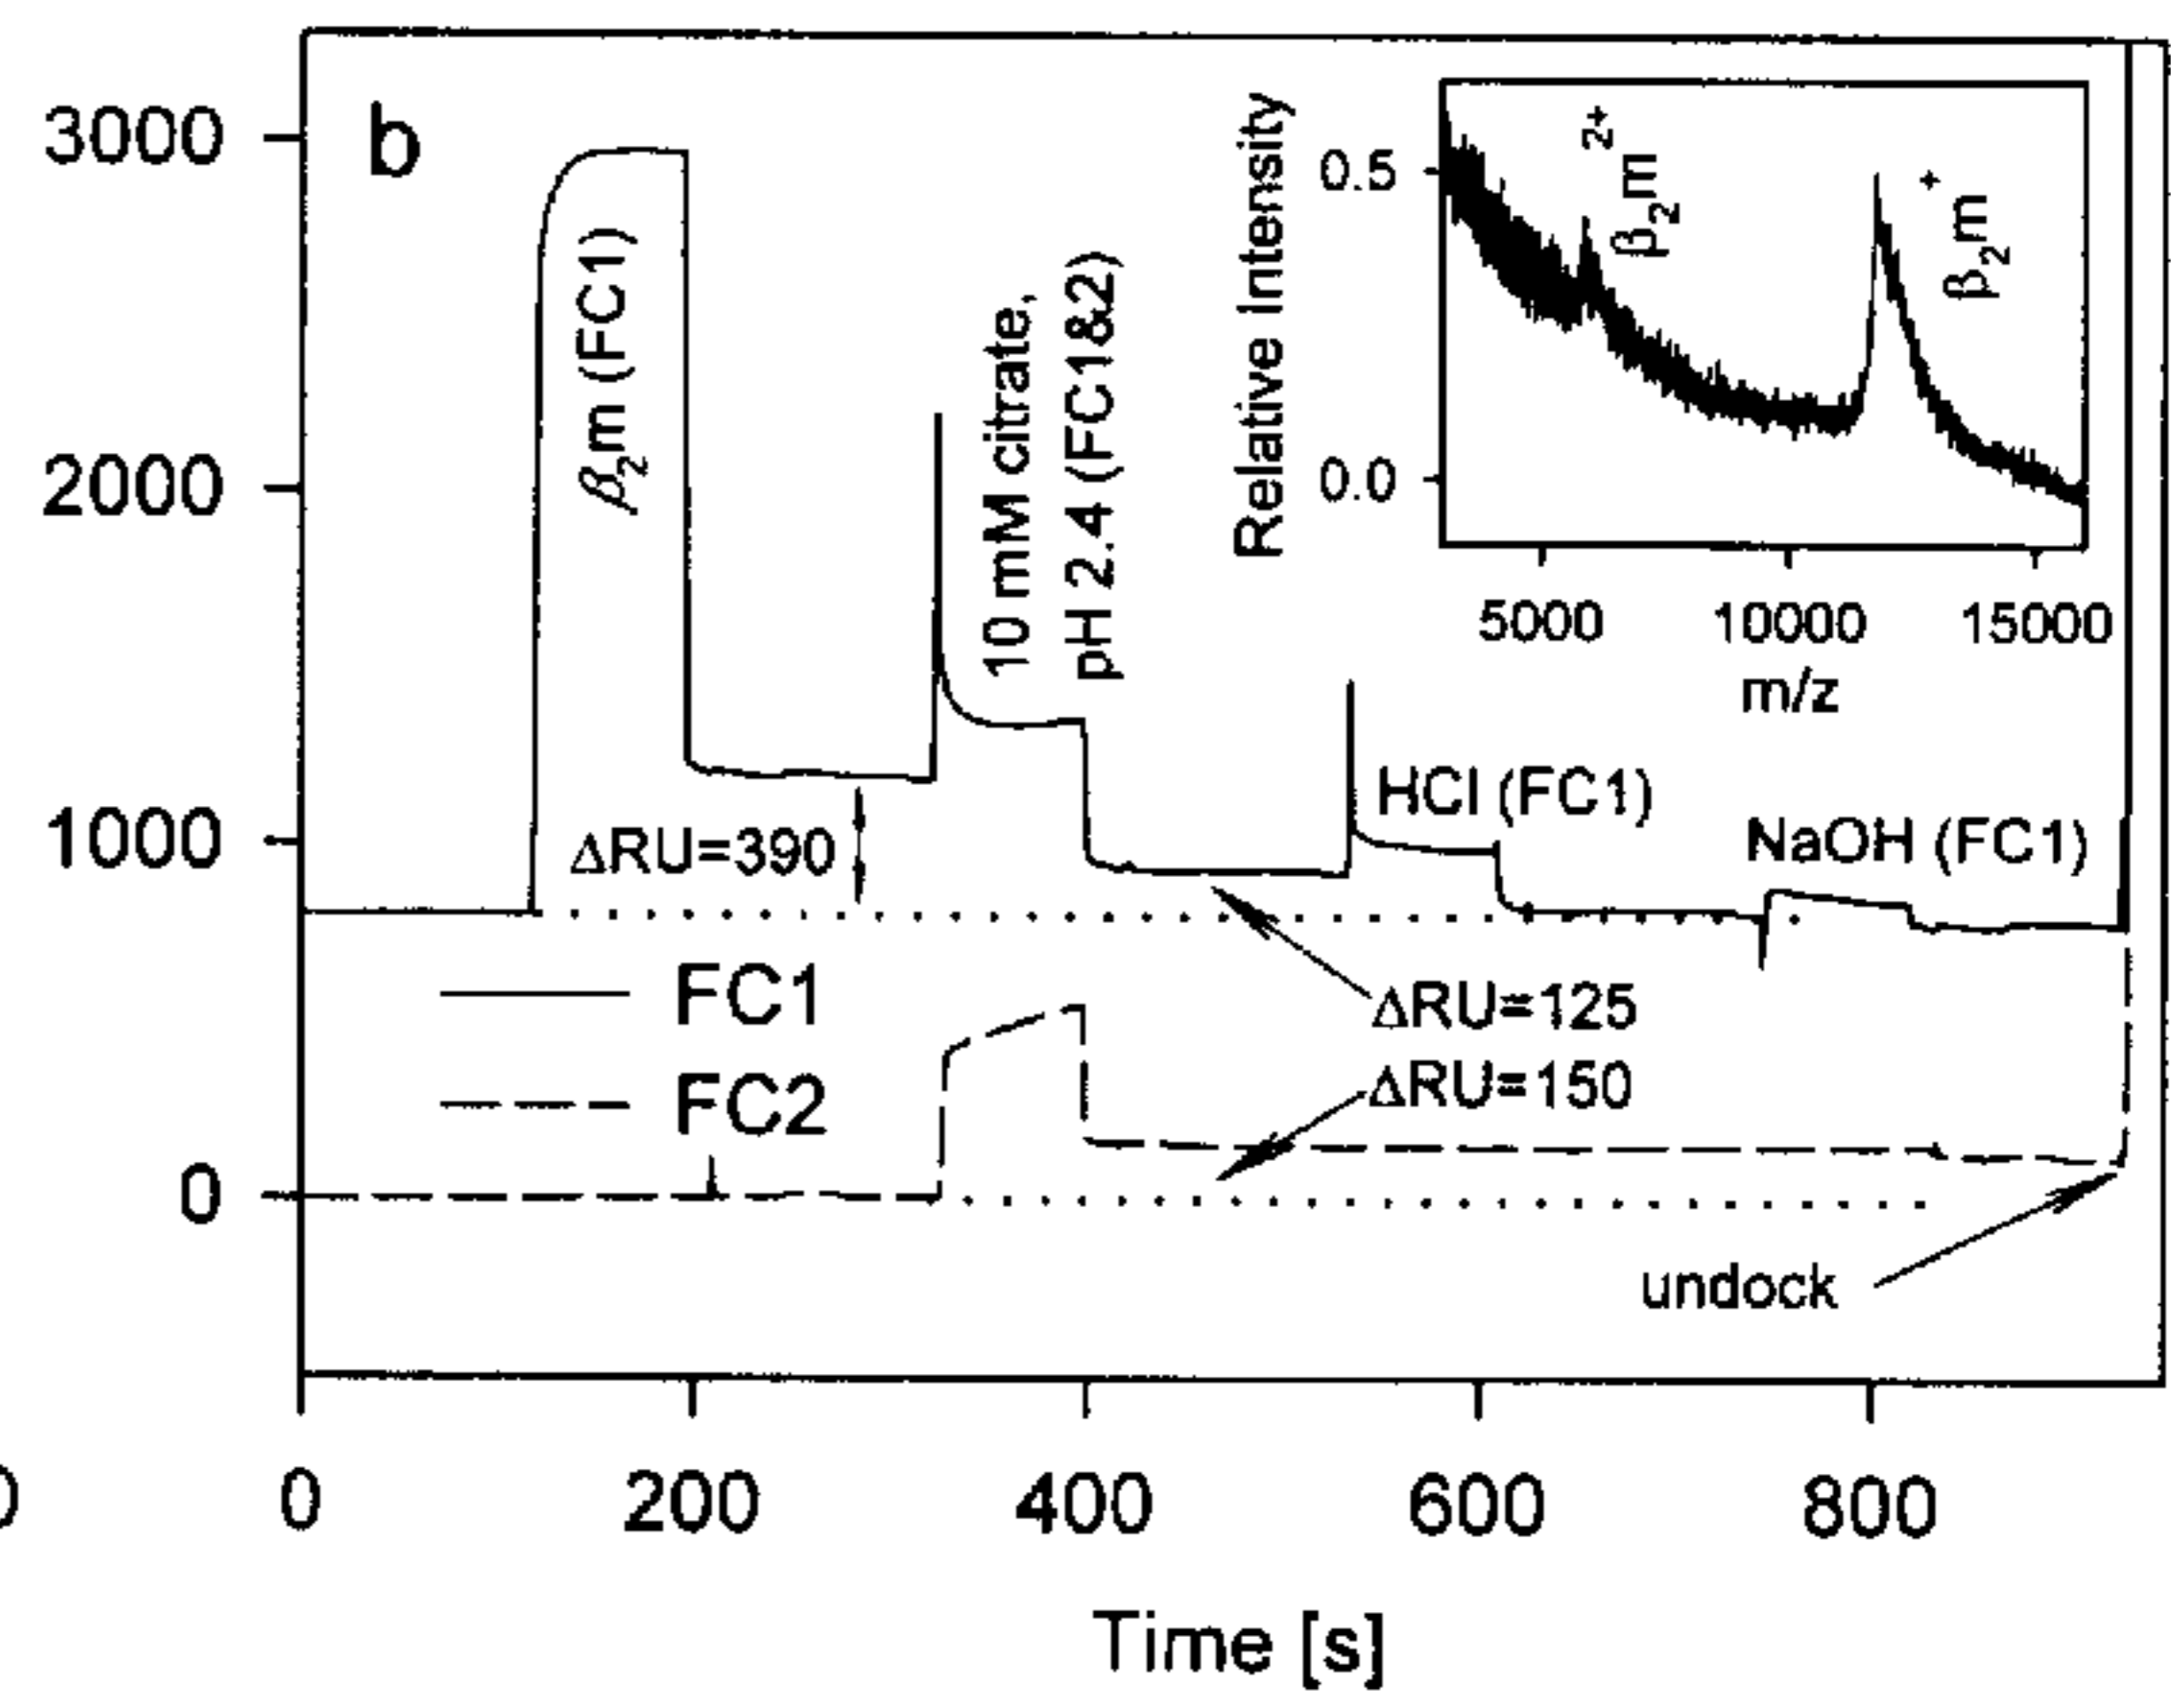 b
3000
2000
1000
0
β₂m (FC1)
10 mM citrate,
pH 2.4 (FC1&2)
Relative Intensity
0.5
0.0
β₂m²⁺
β₂m⁺
5000 10000 15000
m/z
HCl (FC1)
NaOH (FC1)
ΔRU=390
FC1
FC2
ΔRU=125
ΔRU=150
undock
0 200 400 600 800
Time [s]